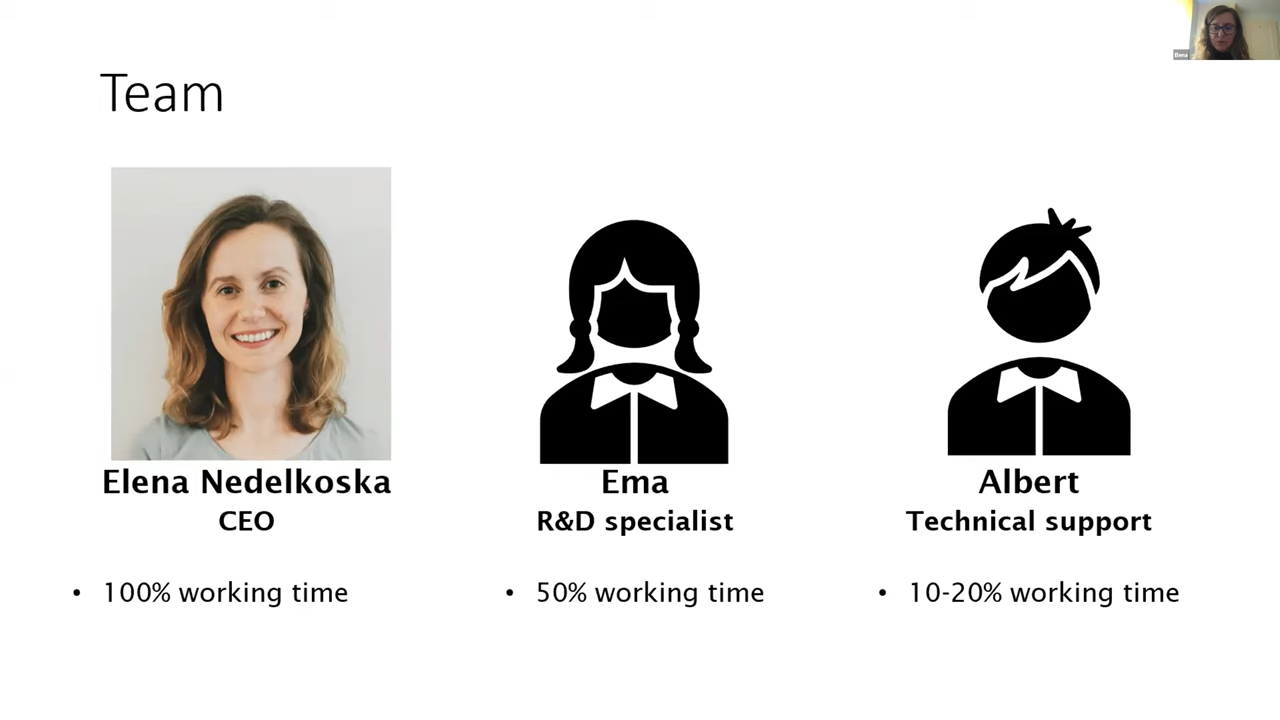 Elena
Team
Elena Nedelkoska
CEO
• 100% working time
Ema
R&D specialist
• 50% working time
Albert
Technical support
• 10-20% working time